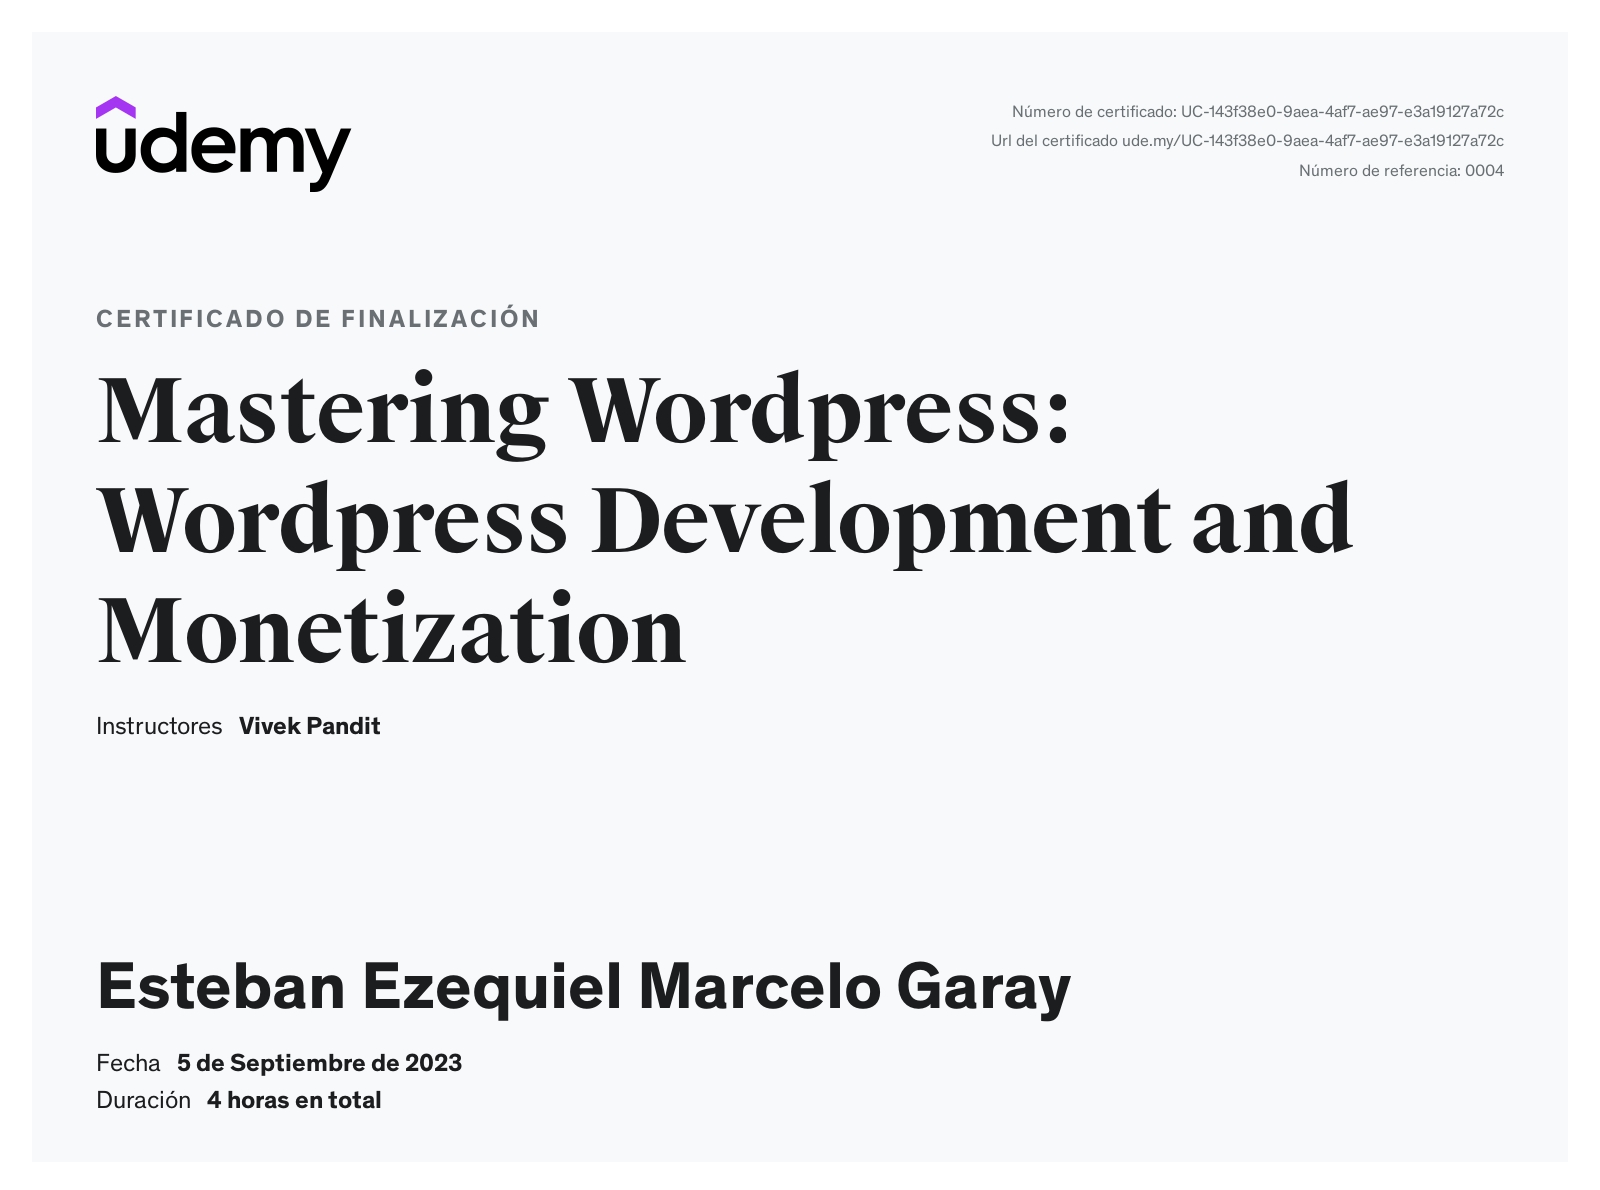 udemy
Número de certificado: UC-143f38e0-9aea-4af7-ae97-e3a19127a72c
Url del certificado ude.my/UC-143f38e0-9aea-4af7-ae97-e3a19127a72c
Número de referencia: 0004
CERTIFICADO DE FINALIZACIÓN
Mastering Wordpress:
Wordpress Development and
Monetization
Instructores Vivek Pandit
Esteban Ezequiel Marcelo Garay
Fecha 5 de Septiembre de 2023
Duración 4 horas en total